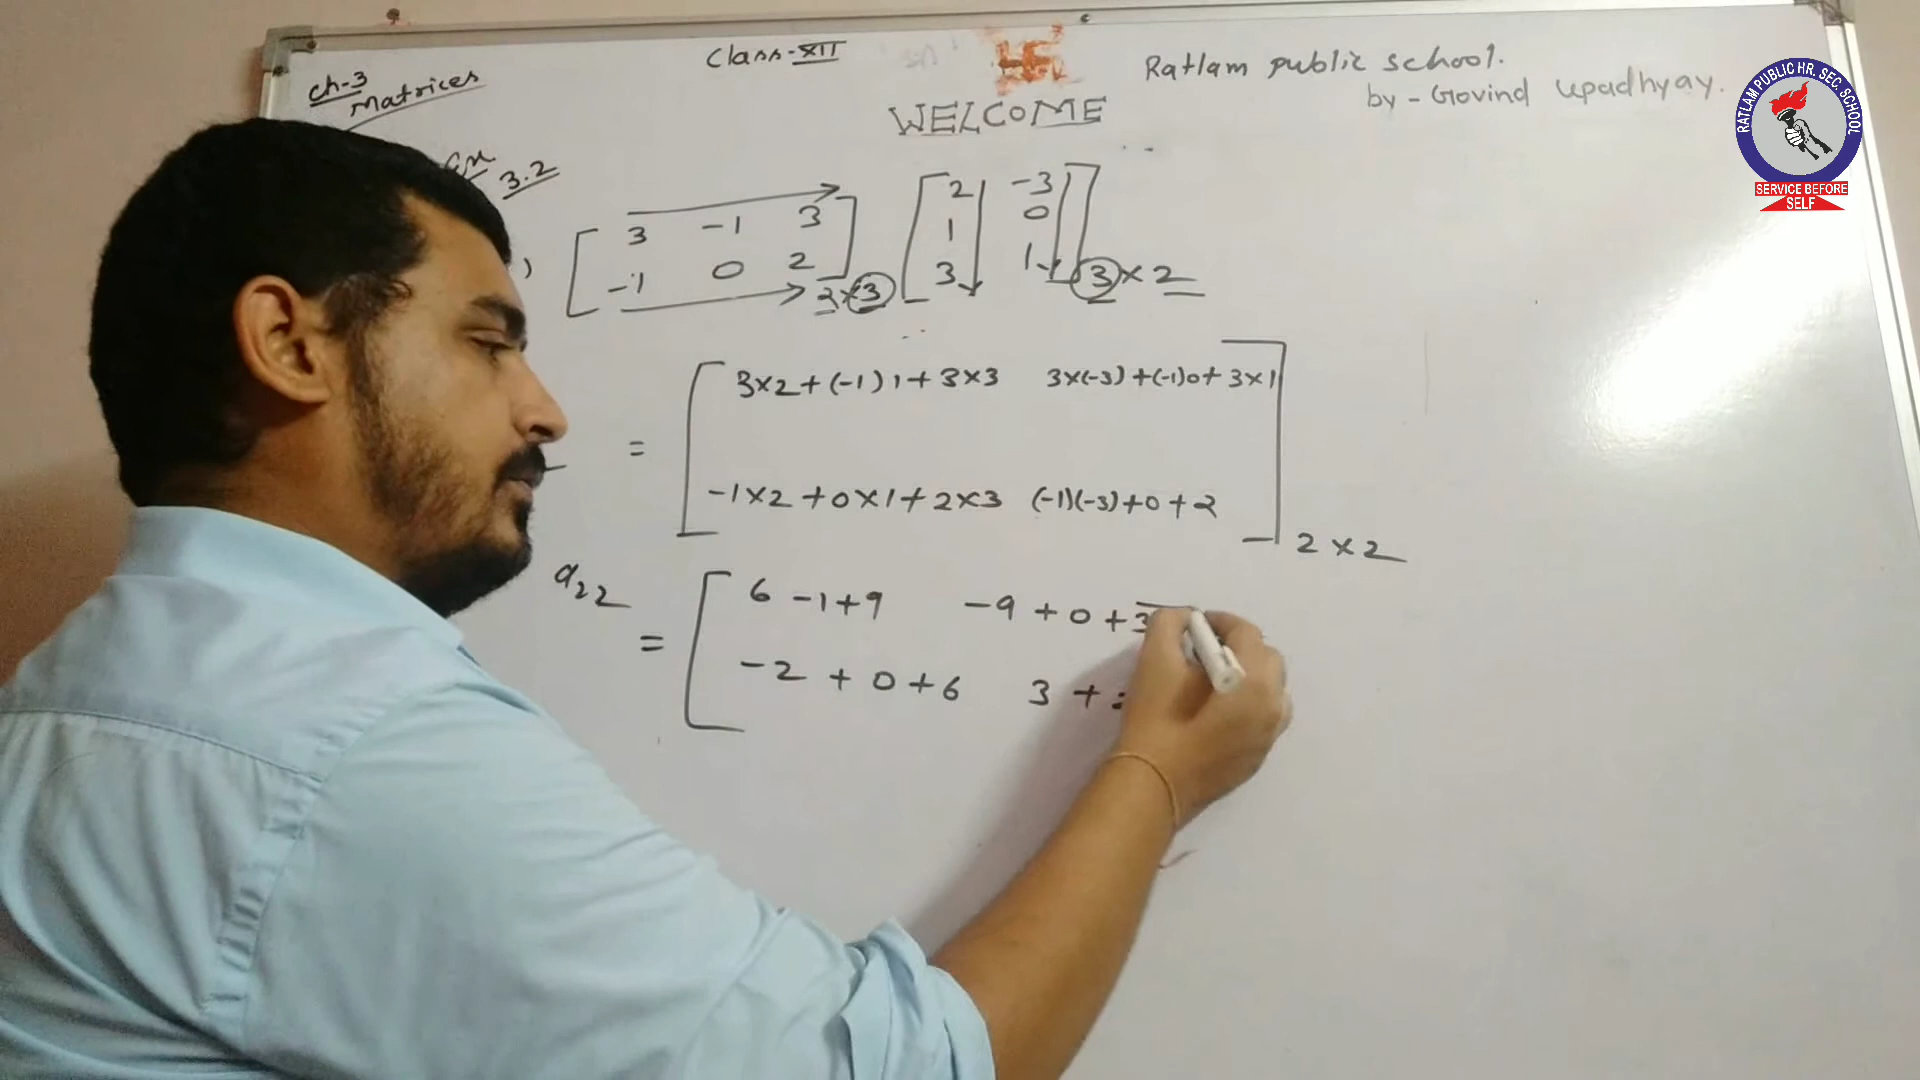 Class-XII
Ratlam public school.
by - Govind Upadhyay.
ch-3
Matrices
WELCOME
Ex
3.2
) [ 3 -1 3 ] [ 2 -3 ]
1 0
[ -1 0 2 ] 2×3 [ 3 1 ] 3×2
= [ 3×2+(-1)1+3×3 3×(-3)+(-1)0+3×1 ]
[ -1×2+0×1+2×3 (-1)(-3)+0+2 ] 2×2
a22
= [ 6-1+9 -9+0+3
-2+0+6 3+
RATLAM PUBLIC HR. SEC. SCHOOL
SERVICE BEFORE
SELF